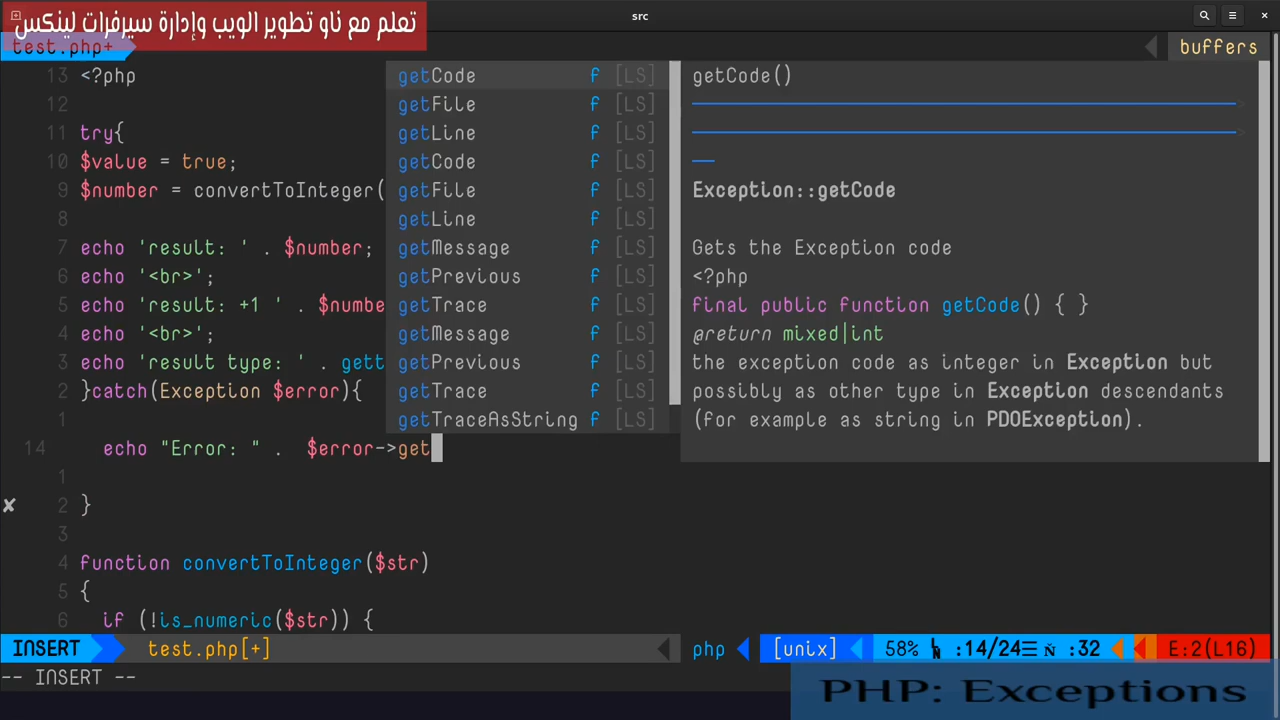 تعلم مع ناو تطوير الويب وإدارة سيرفرات لينكس
src
test.php+
buffers
13 <?php
12
11 try{
10 $value = true;
9 $number = convertToInteger(
8
7 echo 'result: ' . $number;
6 echo '<br>';
5 echo 'result: +1 ' . $numbe
4 echo '<br>';
3 echo 'result type: ' . gett
2 }catch(Exception $error){
1
14 echo "Error: " . $error->get
1
✘ 2 }
3
4 function convertToInteger($str)
5 {
6 if (!is_numeric($str)) {
getCode f [LS]
getFile f [LS]
getLine f [LS]
getCode f [LS]
getFile f [LS]
getLine f [LS]
getMessage f [LS]
getPrevious f [LS]
getTrace f [LS]
getMessage f [LS]
getPrevious f [LS]
getTrace f [LS]
getTraceAsString f [LS]
getCode()
Exception::getCode
Gets the Exception code
<?php
final public function getCode() { }
@return mixed|int
the exception code as integer in Exception but
possibly as other type in Exception descendants
(for example as string in PDOException).
INSERT test.php[+] php [unix] 58% ㏑ :14/24☰ ℅ :32 E:2(L16)
-- INSERT --
PHP: Exceptions